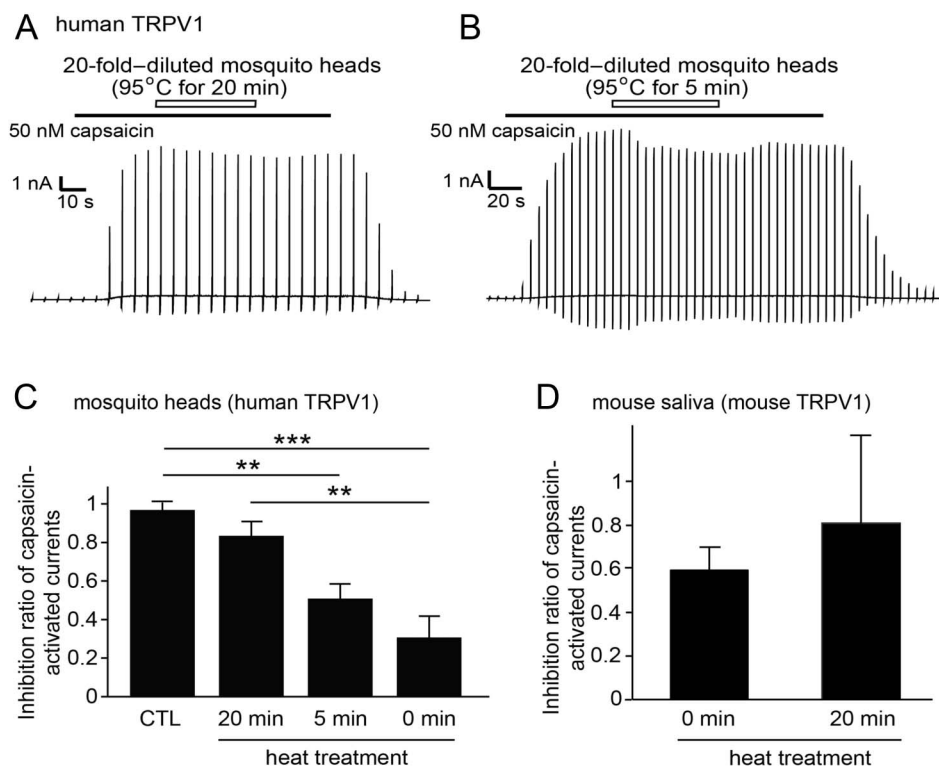 A human TRPV1
20-fold–diluted mosquito heads
(95°C for 20 min)
50 nM capsaicin
1 nA
10 s
B
20-fold–diluted mosquito heads
(95°C for 5 min)
50 nM capsaicin
1 nA
20 s
C mosquito heads (human TRPV1)
Inhibition ratio of capsaicin-
activated currents
1
0.8
0.6
0.4
0.2
0
***
**
**
CTL 20 min 5 min 0 min
heat treatment
D mouse saliva (mouse TRPV1)
Inhibition ratio of capsaicin-
activated currents
1
0.8
0.6
0.4
0.2
0
0 min 20 min
heat treatment